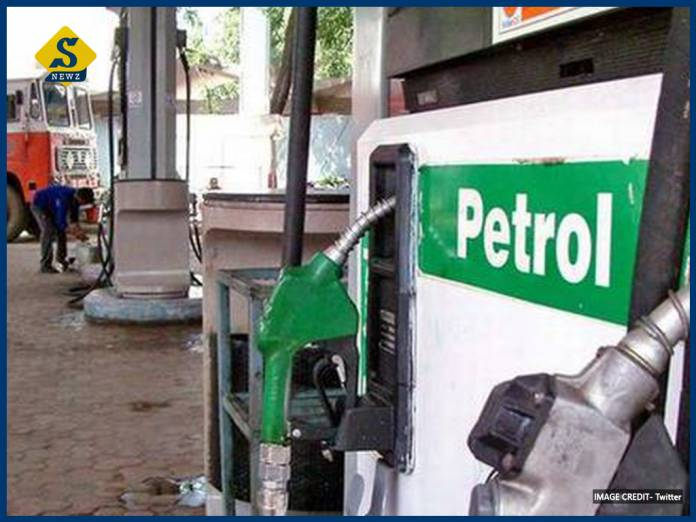 S
NEWZ
Petrol
IMAGE CREDIT- Twitter